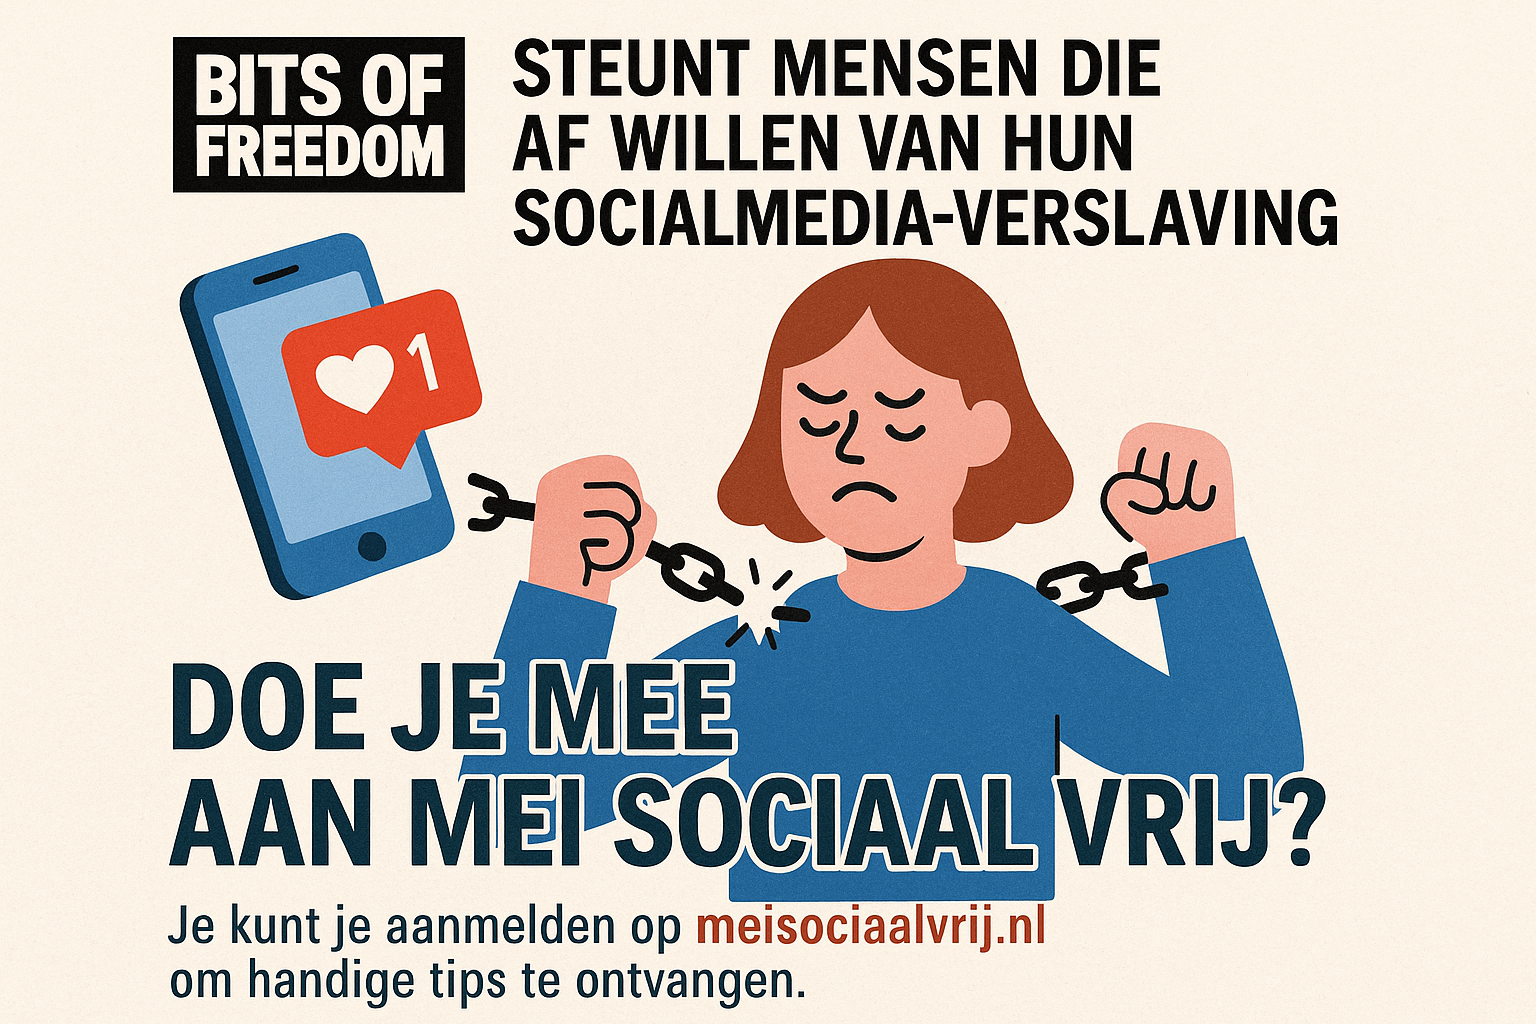 BITS OF
FREEDOM
STEUNT MENSEN DIE
AF WILLEN VAN HUN
SOCIALMEDIA-VERSLAVING
1
DOE JE MEE
AAN MEI SOCIAAL VRIJ?
Je kunt je aanmelden op meisociaalvrij.nl
om handige tips te ontvangen.